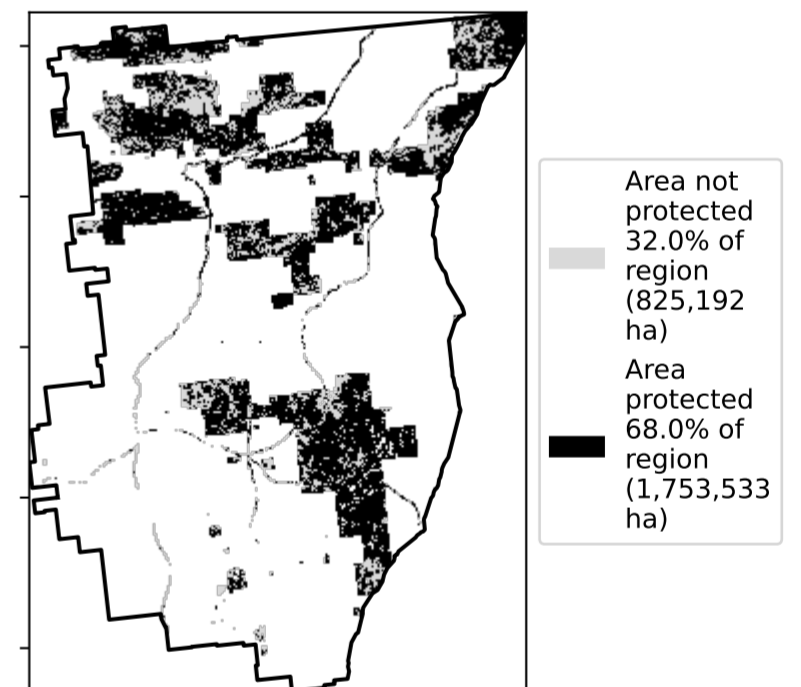 Area not
protected
32.0% of
region
(825,192
ha)
Area
protected
68.0% of
region
(1,753,533
ha)